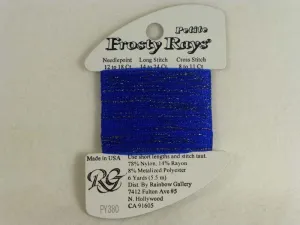 Petite
Frosty Rays®
Needlepoint Long Stitch Cross Stitch
12 to 18 Ct. 14 to 24 Ct. 8 to 11 Ct.
Made in USA Use short lengths and stitch taut.
RG
78% Nylon, 14% Rayon
8% Metalized Polyester
6 Yards (5.5 m)
Dist. By Rainbow Gallery
7412 Fulton Ave #5
N. Hollywood
CA 91605
PY380